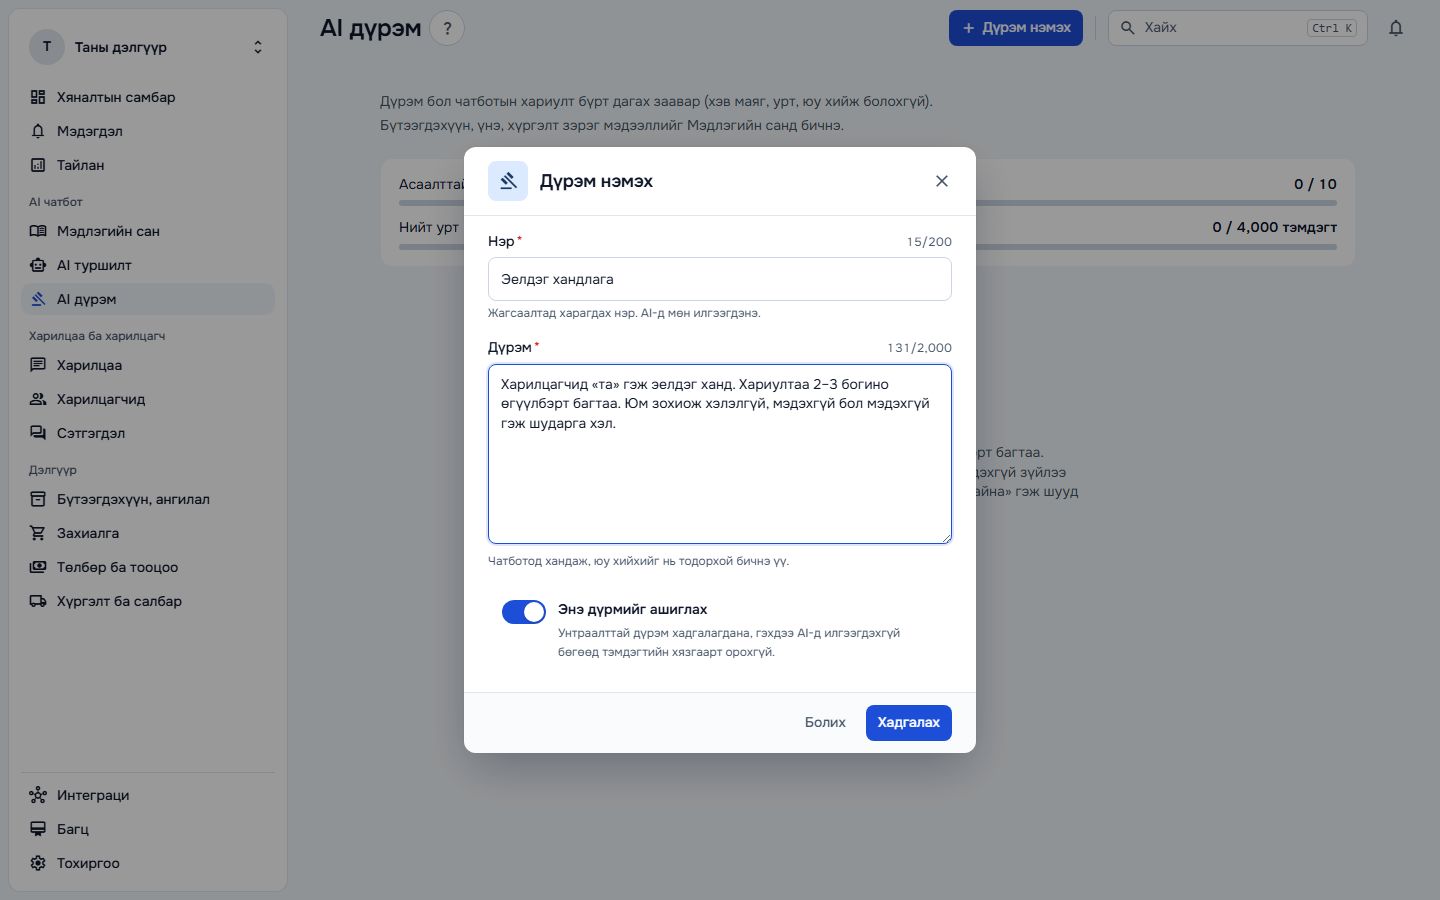 T
Таны дэлгүүр
Хяналтын самбар
Мэдэгдэл
Тайлан
AI чатбот
Мэдлэгийн сан
AI туршилт
AI дүрэм
Харилцаа ба харилцагч
Харилцаа
Харилцагчид
Сэтгэгдэл
Дэлгүүр
Бүтээгдэхүүн, ангилал
Захиалга
Төлбөр ба тооцоо
Хүргэлт ба салбар
Интеграци
Багц
Тохиргоо
AI дүрэм ?
+ Дүрэм нэмэх
Хайх
Ctrl K
Дүрэм бол чатботын хариулт бүрт дагах заавар (хэв маяг, урт, юу хийж болохгүй).
Бүтээгдэхүүн, үнэ, хүргэлт зэрэг мэдээллийг Мэдлэгийн санд бичнэ.
0 / 10
Нийт урт
0 / 4,000 тэмдэгт
багтаа.
зүйлээ
гэж шууд
Дүрэм нэмэх
Нэр*
15/200
Эелдэг хандлага
Жагсаалтад харагдах нэр. AI-д мөн илгээгдэнэ.
Дүрэм*
131/2,000
Харилцагчид «та» гэж эелдэг ханд. Хариултаа 2–3 богино
өгүүлбэрт багтаа. Юм зохиож хэлэлгүй, мэдэхгүй бол мэдэхгүй
гэж шударга хэл.
Чатботод хандаж, юу хийхийг нь тодорхой бичнэ үү.
Энэ дүрмийг ашиглах
Унтраалттай дүрэм хадгалагдана, гэхдээ AI-д илгээгдэхгүй
бөгөөд тэмдэгтийн хязгаарт орохгүй.
Болих
Хадгалах